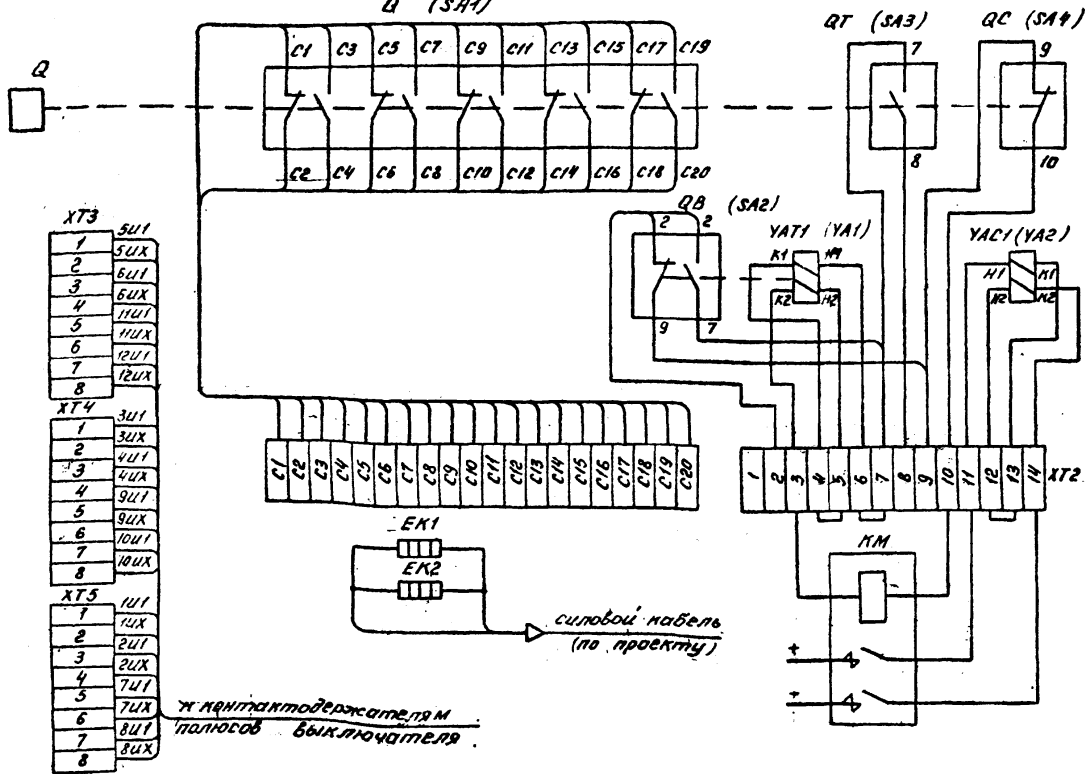 Q (SA1)
QT (SA3)
QC (SA4)
Q
C1 C3 C5 C7 C9 C11 C13 C15 C17 C19
7
9
C2 C4 C6 C8 C10 C12 C14 C16 C18 C20
8
10
QB (SA2)
2 2
9 7
YAT1 (YA1)
K1 H1
K2 H2
YAC1 (YA2)
H1 K1
H2 K2
XT3
1 2 3 4 5 6 7 8
5U1
5UX
6U1
6UX
11U1
11UX
12U1
12UX
XT4
1 2 3 4 5 6 7 8
3U1
3UX
4U1
4UX
9U1
9UX
10U1
10UX
XT5
1 2 3 4 5 6 7 8
1U1
1UX
2U1
2UX
7U1
7UX
8U1
8UX
C1 C2 C3 C4 C5 C6 C7 C8 C9 C10 C11 C12 C13 C14 C15 C16 C17 C18 C19 C20
1 2 3 4 5 6 7 8 9 10 11 12 13 14 XT2
EK1
EK2
KM
силовой кабель
(по проекту)
+
+
к контактодержателям
полюсов выключателя